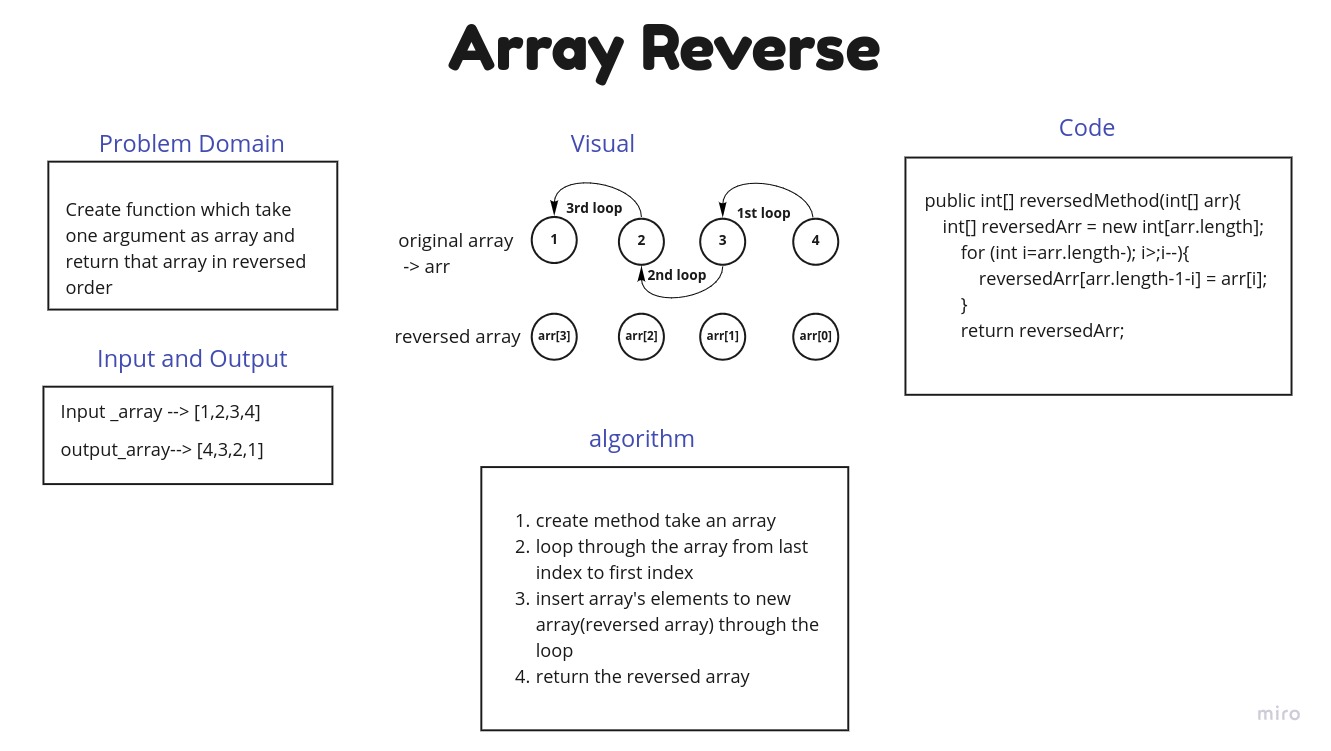 Array Reverse
Problem Domain
Create function which take
one argument as array and
return that array in reversed
order
Input and Output
Input _array --> [1,2,3,4]
output_array--> [4,3,2,1]
Visual
3rd loop
1st loop
original array
-> arr
1
2
3
4
2nd loop
reversed array
arr[3]
arr[2]
arr[1]
arr[0]
algorithm
1. create method take an array
2. loop through the array from last
index to first index
3. insert array's elements to new
array(reversed array) through the
loop
4. return the reversed array
Code
public int[] reversedMethod(int[] arr){
int[] reversedArr = new int[arr.length];
for (int i=arr.length-); i>;i--){
reversedArr[arr.length-1-i] = arr[i];
}
return reversedArr;
miro